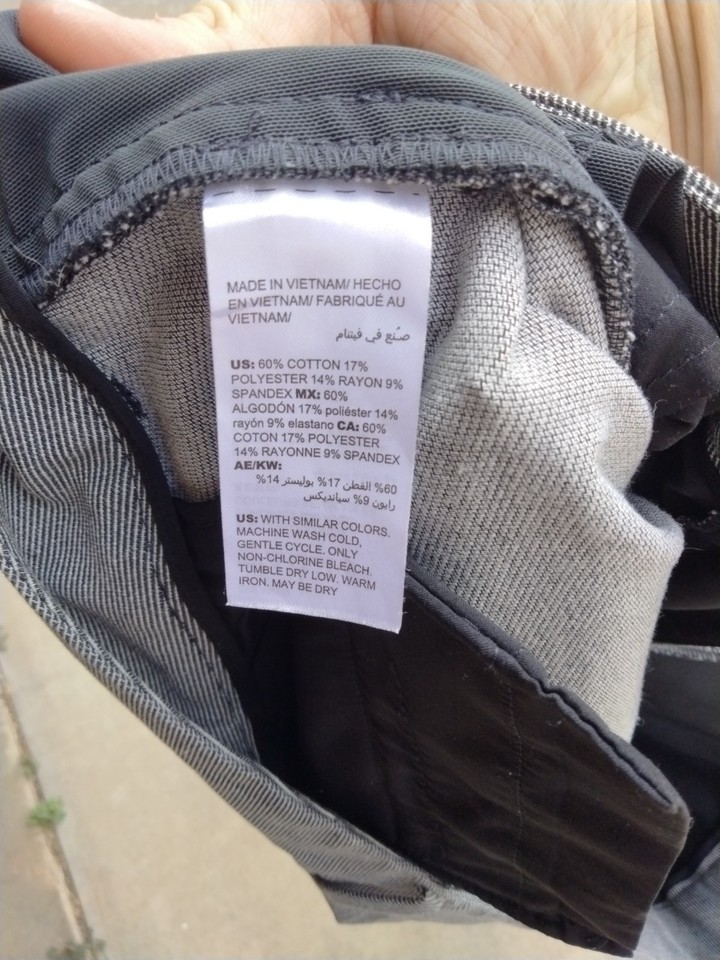 MADE IN VIETNAM/ HECHO
EN VIETNAM/ FABRIQUÉ AU
VIETNAM/
صُنع في فيتنام
US: 60% COTTON 17%
POLYESTER 14% RAYON 9%
SPANDEX MX: 60%
ALGODÓN 17% poliéster 14%
rayón 9% elastano CA: 60%
COTON 17% POLYESTER
14% RAYONNE 9% SPANDEX
AE/KW:
60% القطن 17% بوليستر 14%
رايون 9% سبانديكس
US: WITH SIMILAR COLORS.
MACHINE WASH COLD,
GENTLE CYCLE. ONLY
NON-CHLORINE BLEACH.
TUMBLE DRY LOW. WARM
IRON. MAY BE DRY